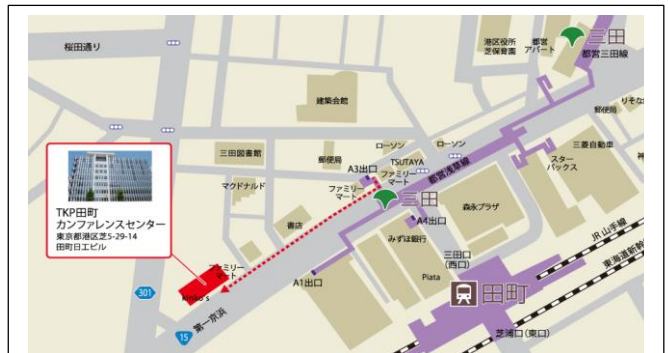 桜田通り
港区役所
芝保育園
都営
アパート
三田
都営三田線
建築会館
郵便局
りそな
三田図書館
郵便局
ローソン
ローソン
三菱自動車
TSUTAYA
A3出口
ファミリー
マート
ファミリー
マート
都営浅草線
スター
バックス
マクドナルド
三田
森永プラザ
A4出口
書店
みずほ銀行
三田口
(西口)
JR 山手線
東海道新幹線
TKP田町
カンファレンスセンター
東京都港区芝5-29-14
田町日工ビル
ファミリー
マート
kinko's
A1出口
Piata
田町
301
15
第一京浜
芝浦口(東口)